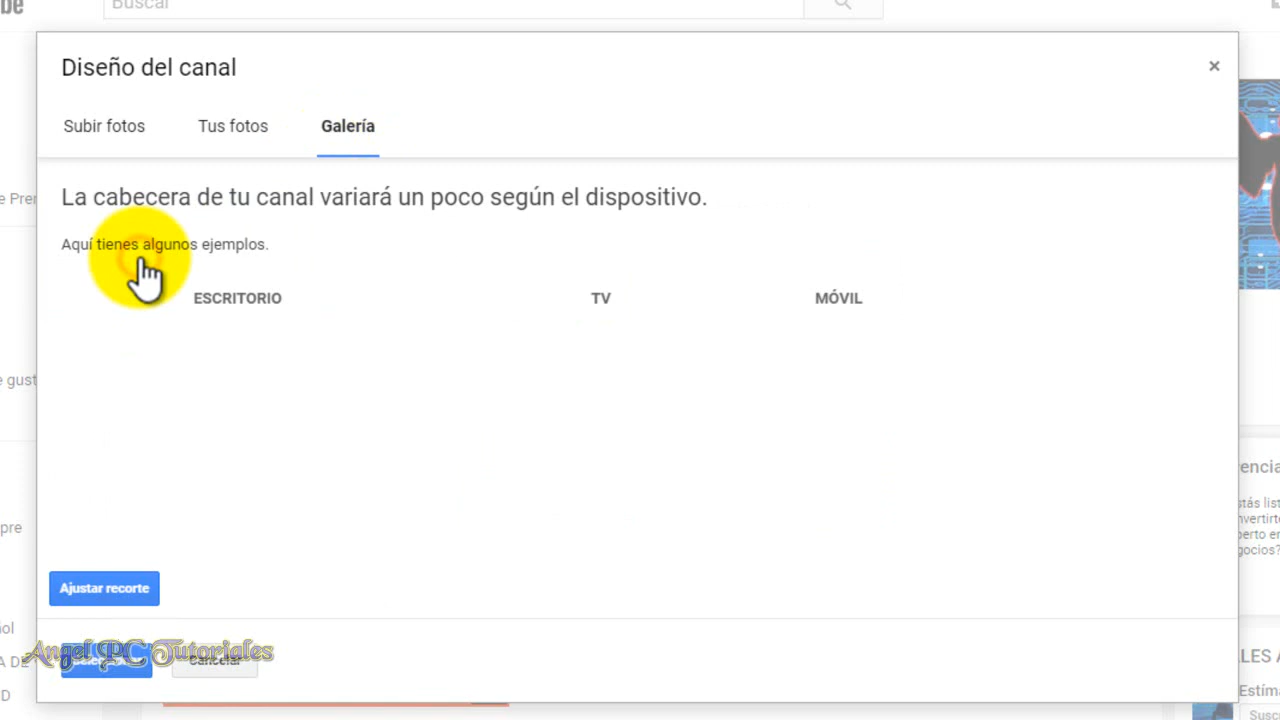 Buscar
Diseño del canal
×
Subir fotos
Tus fotos
Galería
La cabecera de tu canal variará un poco según el dispositivo.
Aquí tienes algunos ejemplos.
ESCRITORIO
TV
MÓVIL
Ajustar recorte
Angel PC Tutoriales
Cancelar